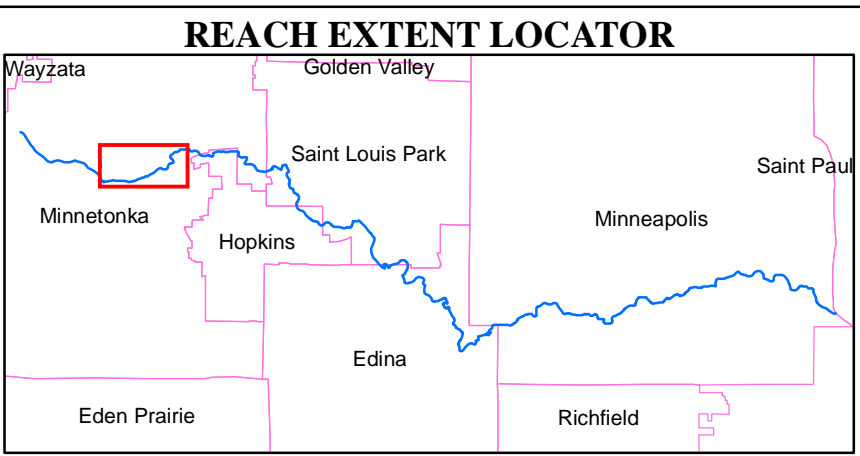 REACH EXTENT LOCATOR
Wayzata
Golden Valley
Saint Louis Park
Saint Paul
Minnetonka
Minneapolis
Hopkins
Edina
Eden Prairie
Richfield